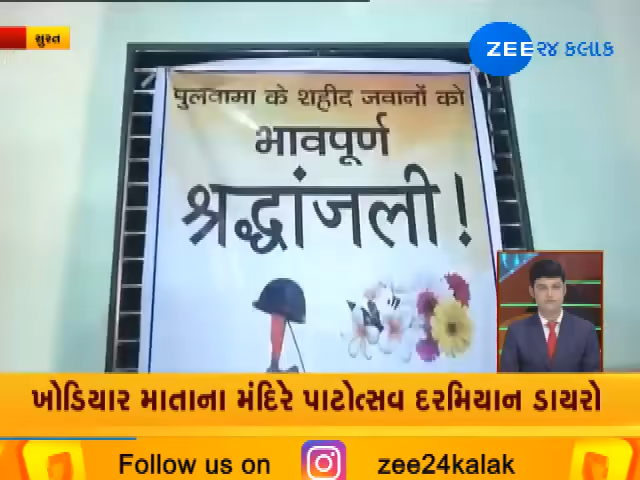 સુરત
ZEE ૨૪ કલાક
पुलवामा के शहीद जवानों को
भावपूर्ण
श्रद्धांजली !
ખોડિયાર માતાના મંદિરે પાટોત્સવ દરમિયાન ડાયરો
Follow us on zee24kalak